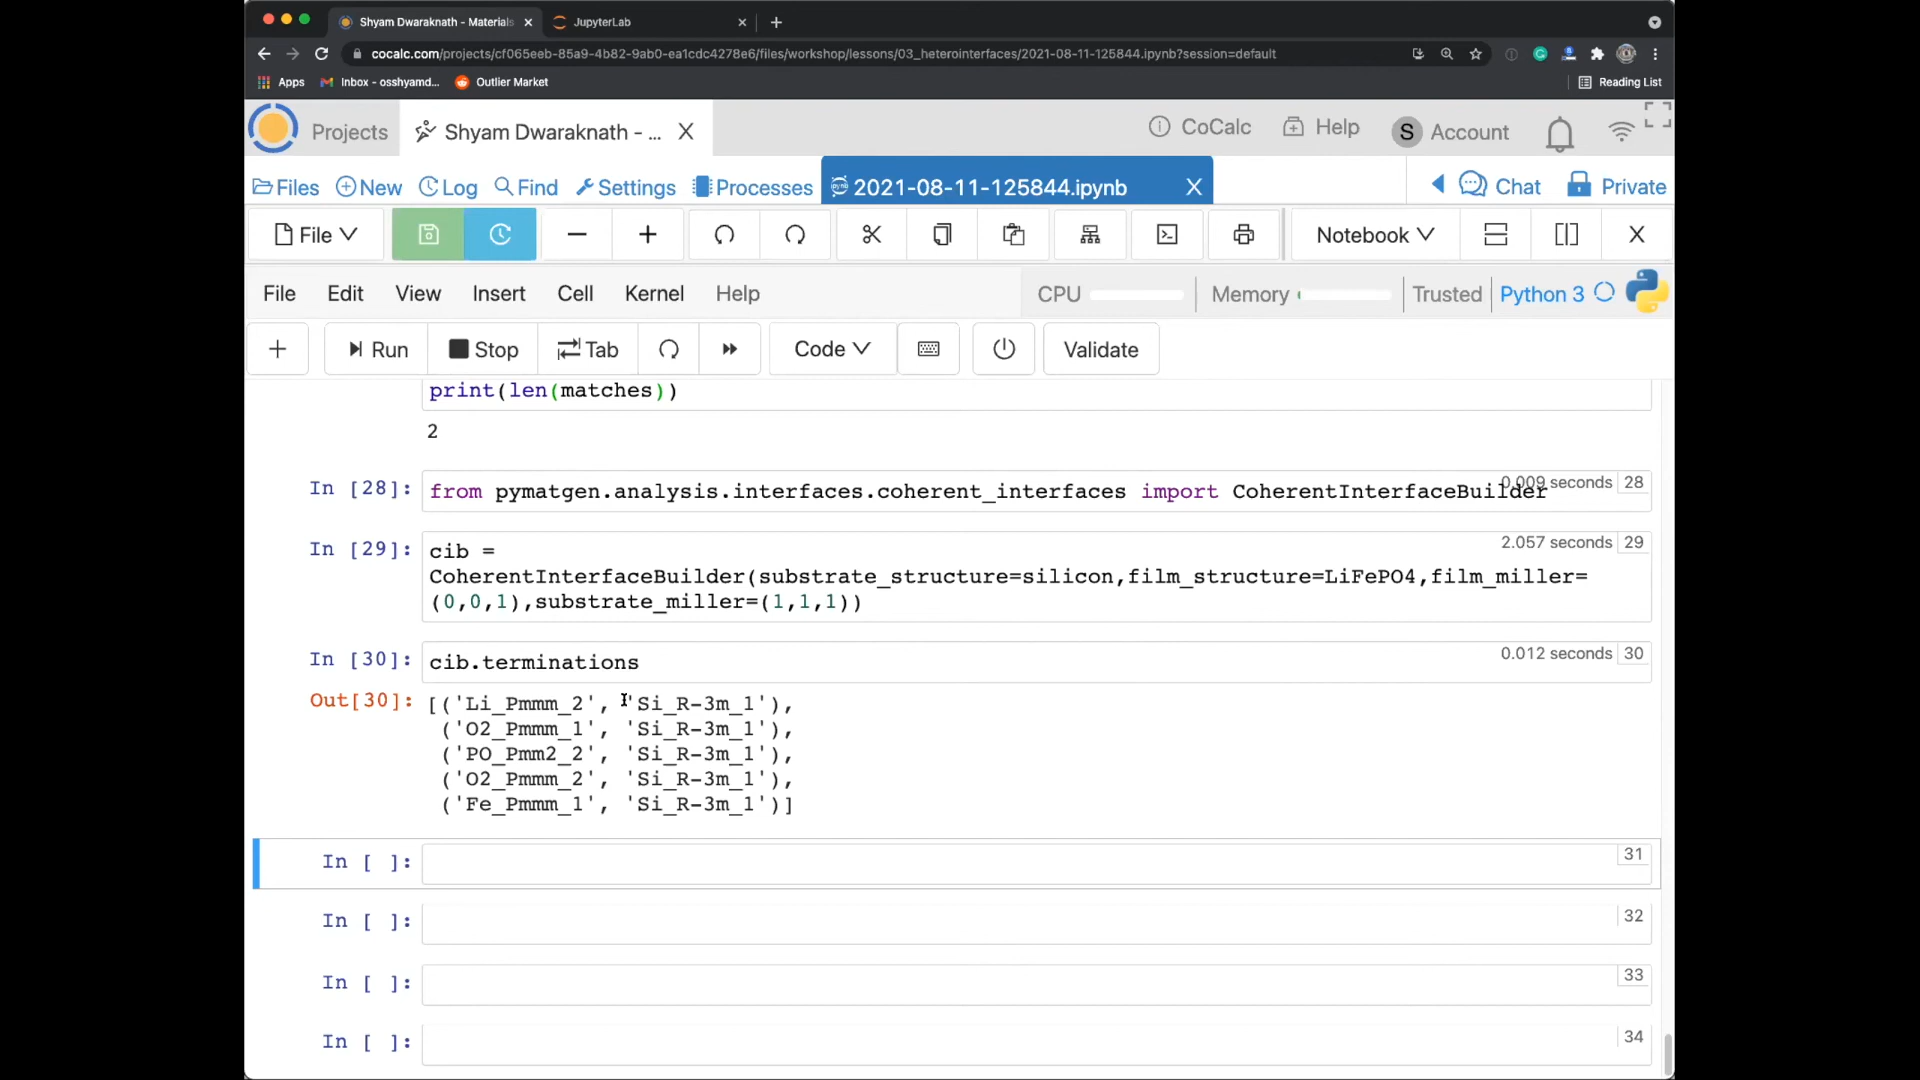 Shyam Dwaraknath - Materials
JupyterLab
cocalc.com/projects/cf065eeb-85a9-4b82-9ab0-ea1cdc4278e6/files/workshop/lessons/03_heterointerfaces/2021-08-11-125844.ipynb?session=default
Apps
Inbox - osshyamd...
Outlier Market
Reading List
Projects
Shyam Dwaraknath - ...
CoCalc
Help
S Account
Files
New
Log
Find
Settings
Processes
2021-08-11-125844.ipynb
Chat
Private
File
Notebook
File Edit View Insert Cell Kernel Help
CPU
Memory
Trusted
Python 3
Run
Stop
Tab
Code
Validate
print(len(matches))
2
In [28]: from pymatgen.analysis.interfaces.coherent_interfaces import CoherentInterfaceBuilder
0.009 seconds 28
In [29]: cib =
2.057 seconds 29
CoherentInterfaceBuilder(substrate_structure=silicon,film_structure=LiFePO4,film_miller=
(0,0,1),substrate_miller=(1,1,1))
In [30]: cib.terminations
0.012 seconds 30
Out[30]: [('Li_Pmmm_2', 'Si_R-3m_1'),
('O2_Pmmm_1', 'Si_R-3m_1'),
('PO_Pmm2_2', 'Si_R-3m_1'),
('O2_Pmmm_2', 'Si_R-3m_1'),
('Fe_Pmmm_1', 'Si_R-3m_1')]
In [ ]: 31
In [ ]: 32
In [ ]: 33
In [ ]: 34